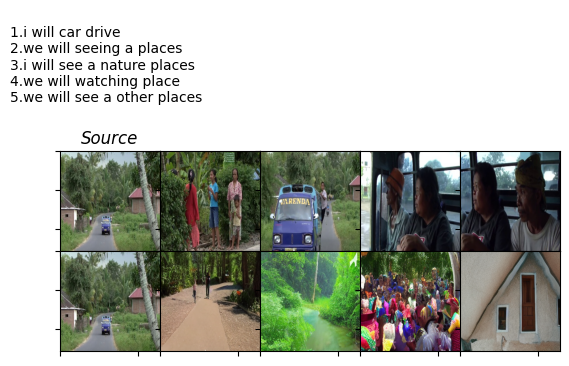 1.i will car drive
2.we will seeing a places
3.i will see a nature places
4.we will watching place
5.we will see a other places
Source